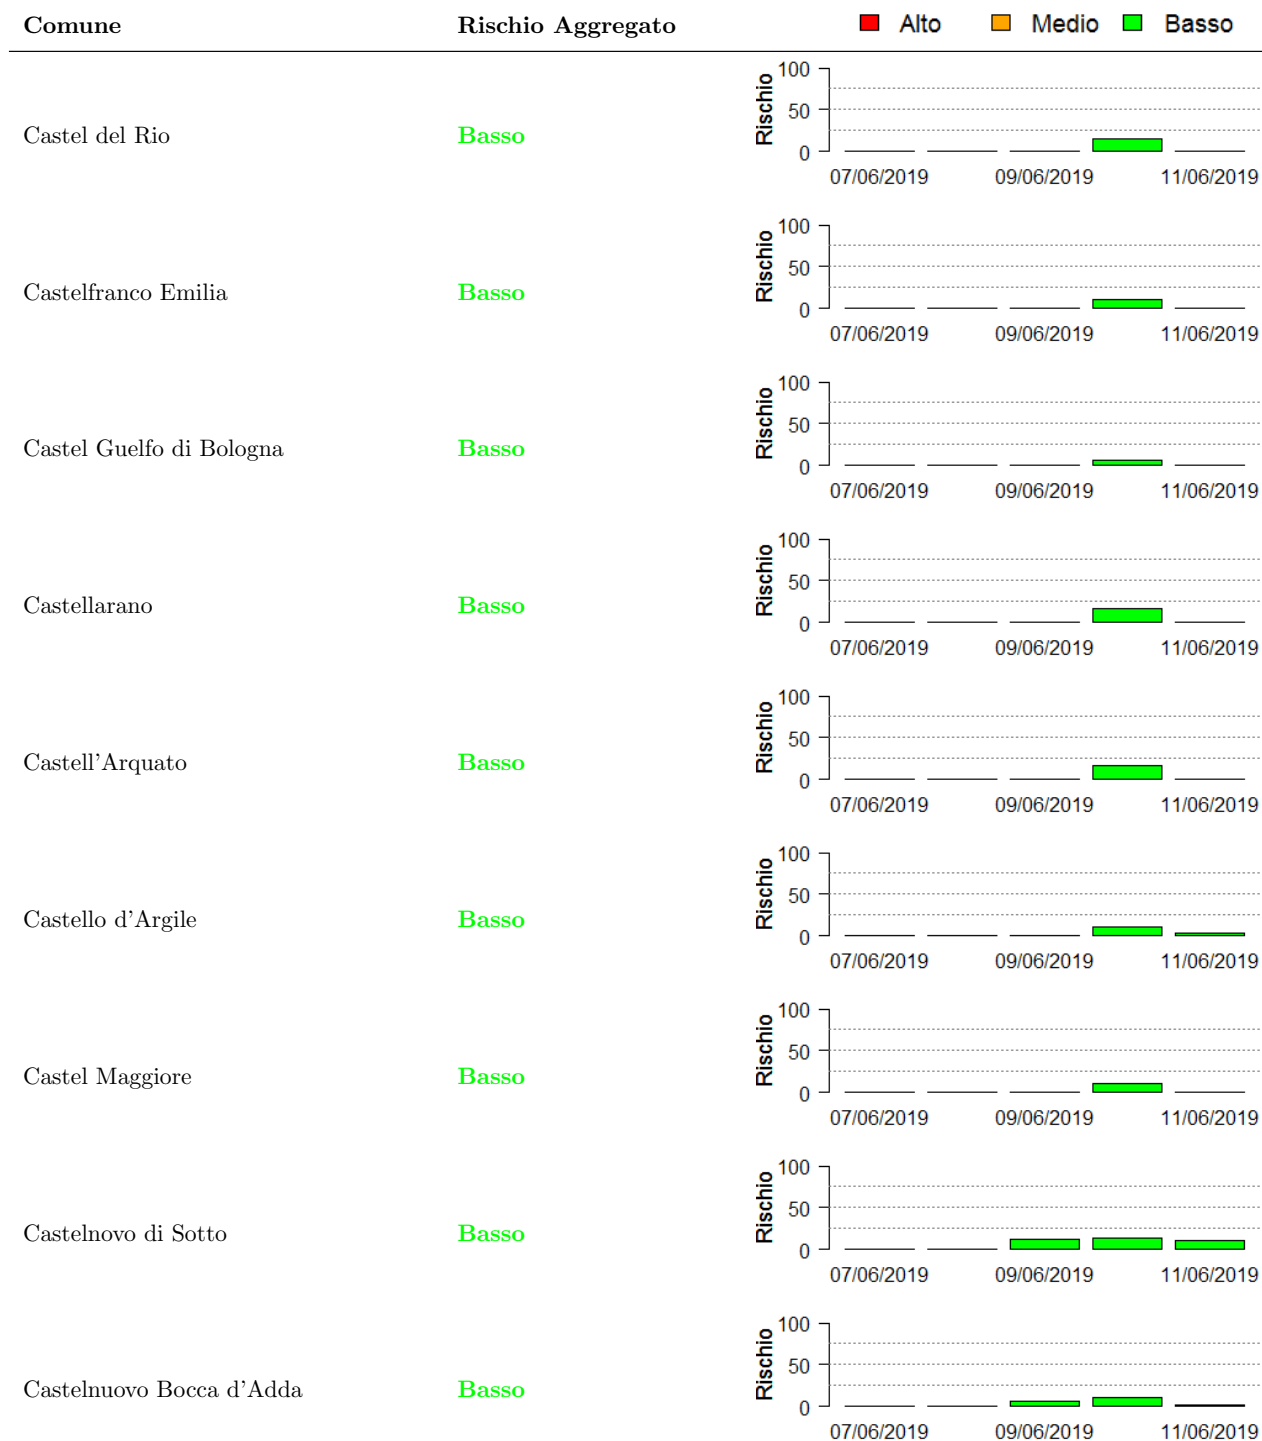 Comune Rischio Aggregato Alto Medio Basso
100
50
0
Rischio
Castel del Rio Basso
07/06/2019 09/06/2019 11/06/2019
100
50
0
Rischio
Castelfranco Emilia Basso
07/06/2019 09/06/2019 11/06/2019
100
50
0
Rischio
Castel Guelfo di Bologna Basso
07/06/2019 09/06/2019 11/06/2019
100
50
0
Rischio
Castellarano Basso
07/06/2019 09/06/2019 11/06/2019
100
50
0
Rischio
Castell'Arquato Basso
07/06/2019 09/06/2019 11/06/2019
100
50
0
Rischio
Castello d'Argile Basso
07/06/2019 09/06/2019 11/06/2019
100
50
0
Rischio
Castel Maggiore Basso
07/06/2019 09/06/2019 11/06/2019
100
50
0
Rischio
Castelnovo di Sotto Basso
07/06/2019 09/06/2019 11/06/2019
100
50
0
Rischio
Castelnuovo Bocca d'Adda Basso
07/06/2019 09/06/2019 11/06/2019